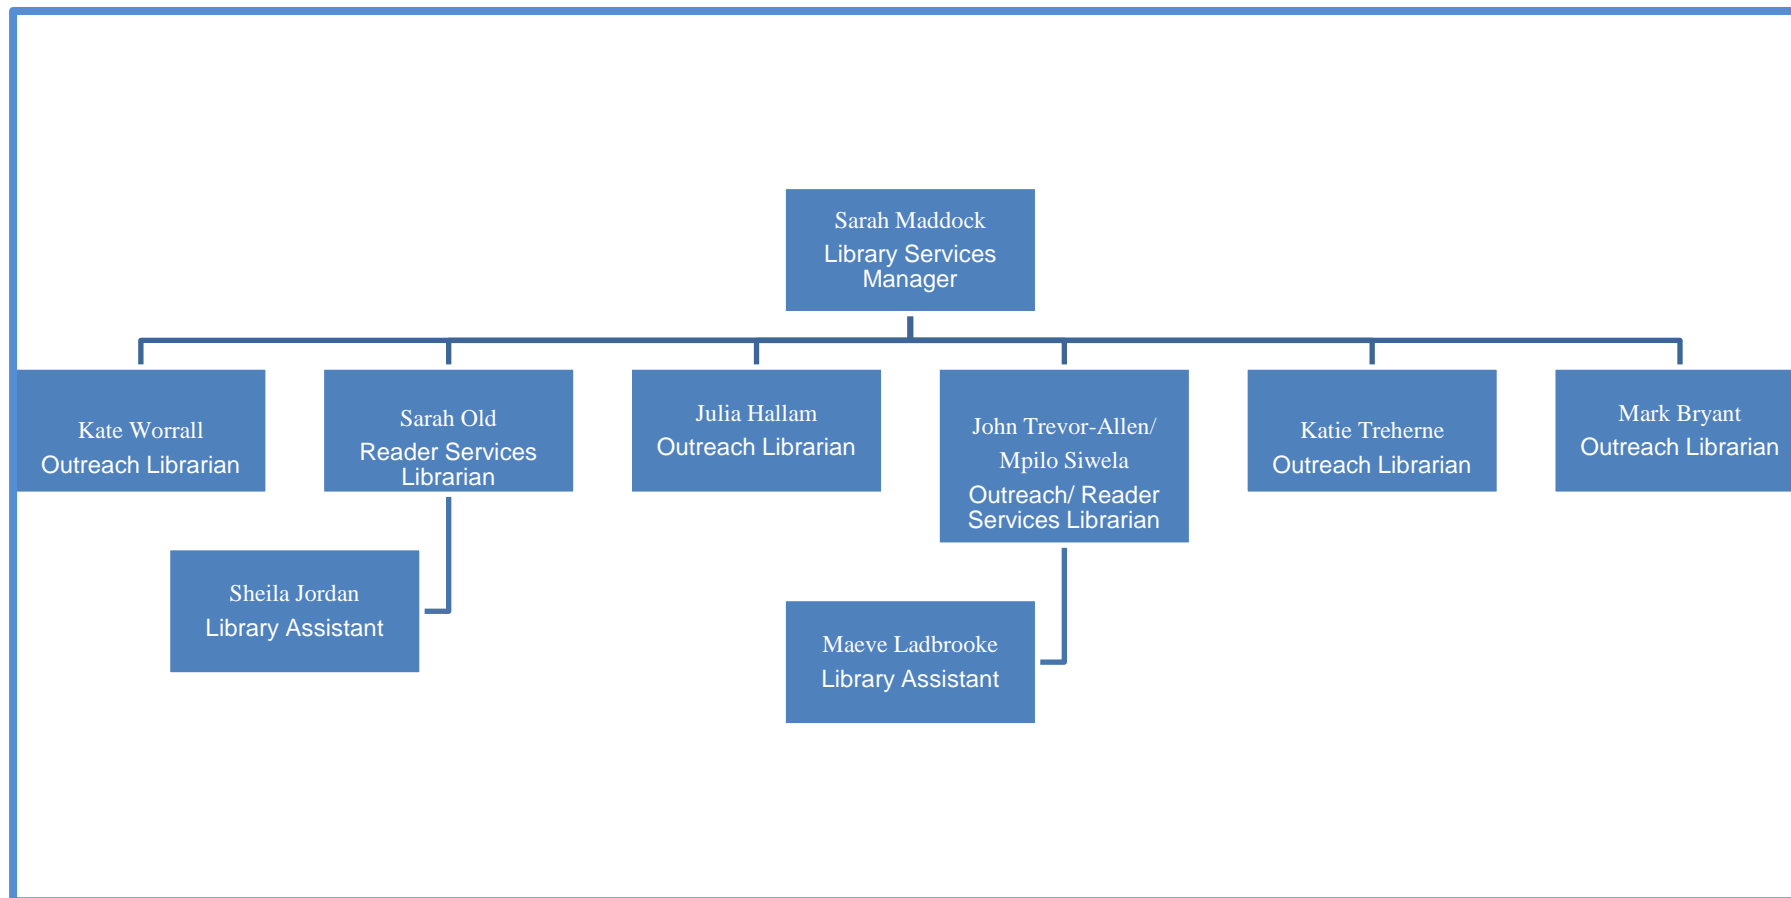 Sarah Maddock
Library Services
Manager
Kate Worrall
Outreach Librarian
Sarah Old
Reader Services
Librarian
Julia Hallam
Outreach Librarian
John Trevor-Allen/
Mpilo Siwela
Outreach/ Reader
Services Librarian
Katie Treherne
Outreach Librarian
Mark Bryant
Outreach Librarian
Sheila Jordan
Library Assistant
Maeve Ladbrooke
Library Assistant